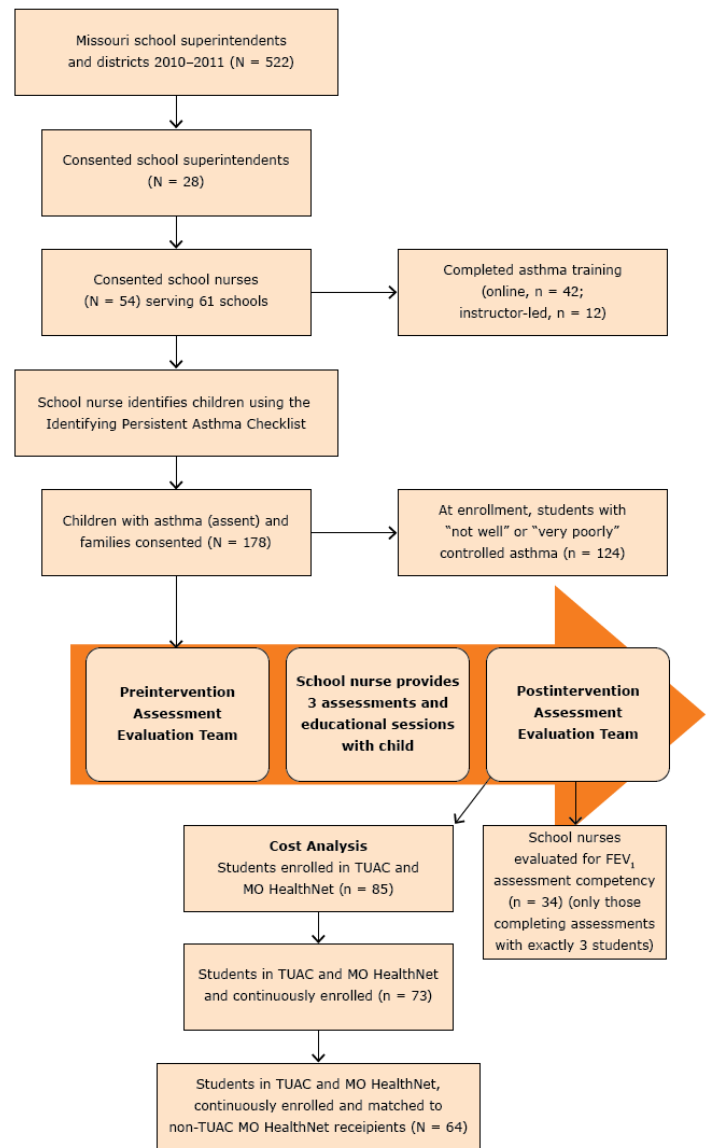 Missouri school superintendents
and districts 2010–2011 (N = 522)
Consented school superintendents
(N = 28)
Consented school nurses
(N = 54) serving 61 schools
Completed asthma training
(online, n = 42;
instructor-led, n = 12)
School nurse identifies children using the
Identifying Persistent Asthma Checklist
Children with asthma (assent) and
families consented (N = 178)
At enrollment, students with
“not well” or “very poorly”
controlled asthma (n = 124)
Preintervention
Assessment
Evaluation Team
School nurse provides
3 assessments and
educational sessions
with child
Postintervention
Assessment
Evaluation Team
Cost Analysis
Students enrolled in TUAC and
MO HealthNet (n = 85)
School nurses
evaluated for FEV₁
assessment competency
(n = 34) (only those
completing assessments
with exactly 3 students)
Students in TUAC and MO HealthNet
and continuously enrolled (n = 73)
Students in TUAC and MO HealthNet,
continuously enrolled and matched to
non-TUAC MO HealthNet receipients (N = 64)